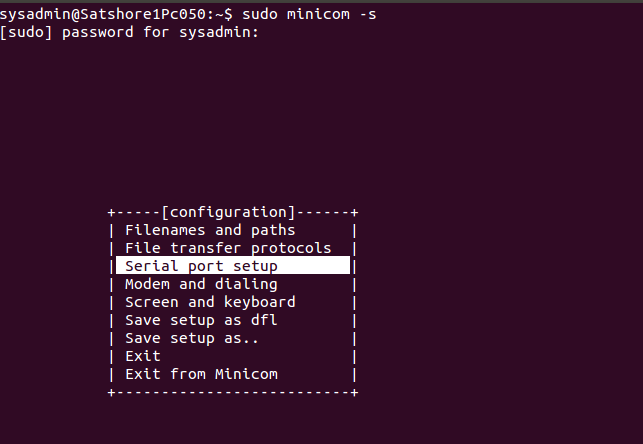 sysadmin@Satshore1Pc050:~$ sudo minicom -s
[sudo] password for sysadmin:
+-----[configuration]------+
| Filenames and paths      |
| File transfer protocols  |
| Serial port setup        |
| Modem and dialing        |
| Screen and keyboard      |
| Save setup as dfl        |
| Save setup as..          |
| Exit                     |
| Exit from Minicom        |
+--------------------------+